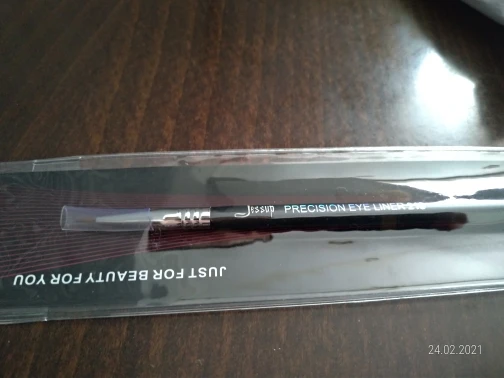 Jessup PRECISION EYE LINER
JUST FOR BEAUTY FOR YOU
24.02.2021